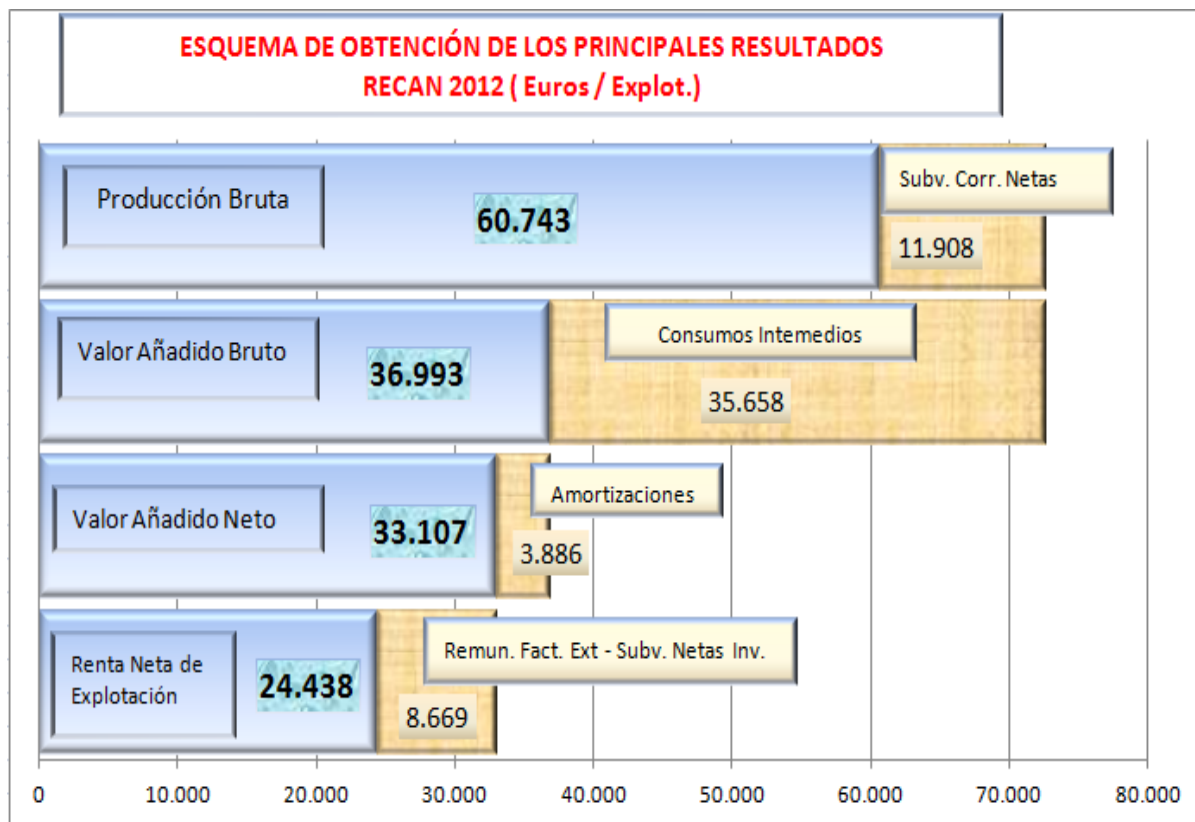 ESQUEMA DE OBTENCIÓN DE LOS PRINCIPALES RESULTADOS
RECAN 2012 ( Euros / Explot.)
Producción Bruta
60.743
Subv. Corr. Netas
11.908
Valor Añadido Bruto
36.993
Consumos Intemedios
35.658
Valor Añadido Neto
33.107
Amortizaciones
3.886
Renta Neta de
Explotación
24.438
Remun. Fact. Ext - Subv. Netas Inv.
8.669
0 10.000 20.000 30.000 40.000 50.000 60.000 70.000 80.000